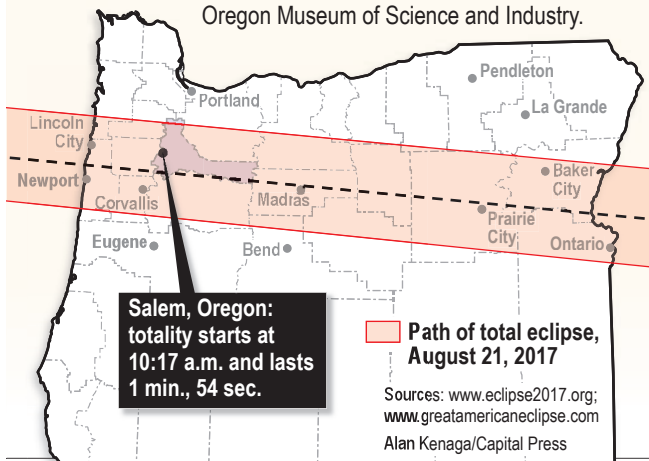 Oregon Museum of Science and Industry.
Pendleton
Portland
La Grande
Lincoln
City
Baker
City
Newport
Corvallis
Madras
Prairie
City
Eugene
Bend
Ontario
Salem, Oregon:
totality starts at
10:17 a.m. and lasts
1 min., 54 sec.
Path of total eclipse,
August 21, 2017
Sources: www.eclipse2017.org;
www.greatamericaneclipse.com
Alan Kenaga/Capital Press